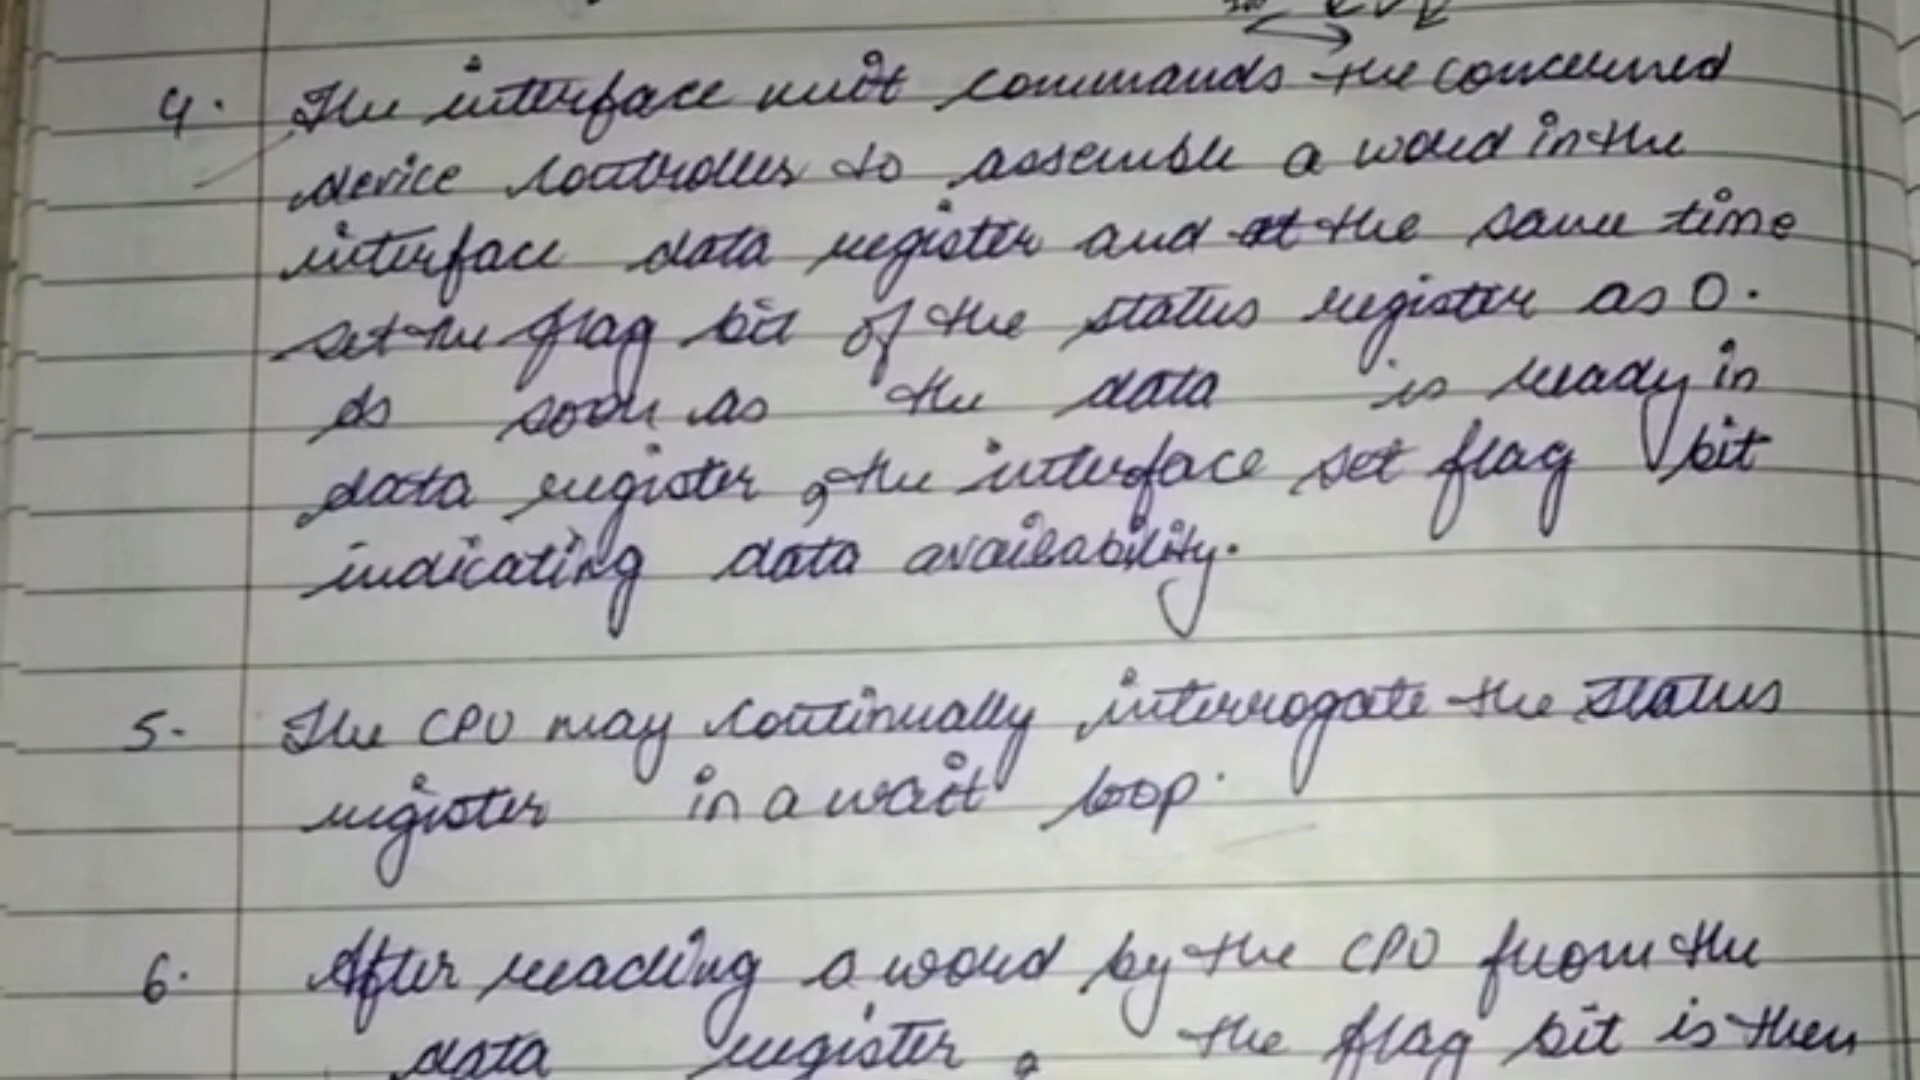 4. The interface unit commands the concerned
device controller to assemble a word in the
interface data register and at the same time
set the flag bit of the status register as 0.
As soon as the data is ready in
data register, the interface set flag bit
indicating data availability.
5. The CPU may continually interrogate the status
register in a wait loop.
6. After reading a word by the CPU from the
data register, the flag bit is then